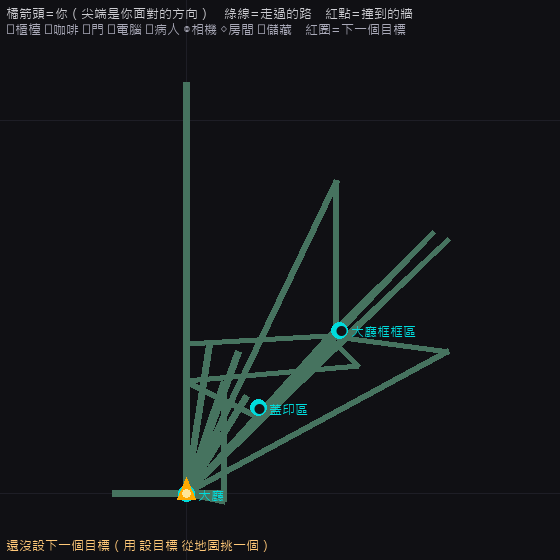 橘箭頭=你（尖端是你面對的方向） 綠線=走過的路 紅點=撞到的牆
▯櫃檯 ▯咖啡 ▯門 ▯電腦 ▯病人 ⊙相機 ◇房間 ▯儲藏 紅圈=下一個目標
大廳框框區
蓋印區
大廳
還沒設下一個目標（用 設目標 從地圖挑一個）